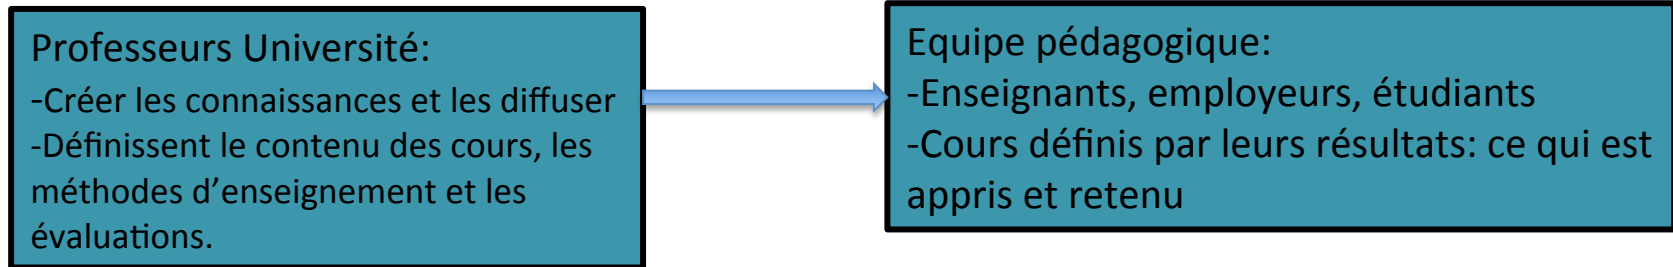 Professeurs Université:
-Créer les connaissances et les diffuser
-Définissent le contenu des cours, les
méthodes d’enseignement et les
évaluations.
Equipe pédagogique:
-Enseignants, employeurs, étudiants
-Cours définis par leurs résultats: ce qui est
appris et retenu